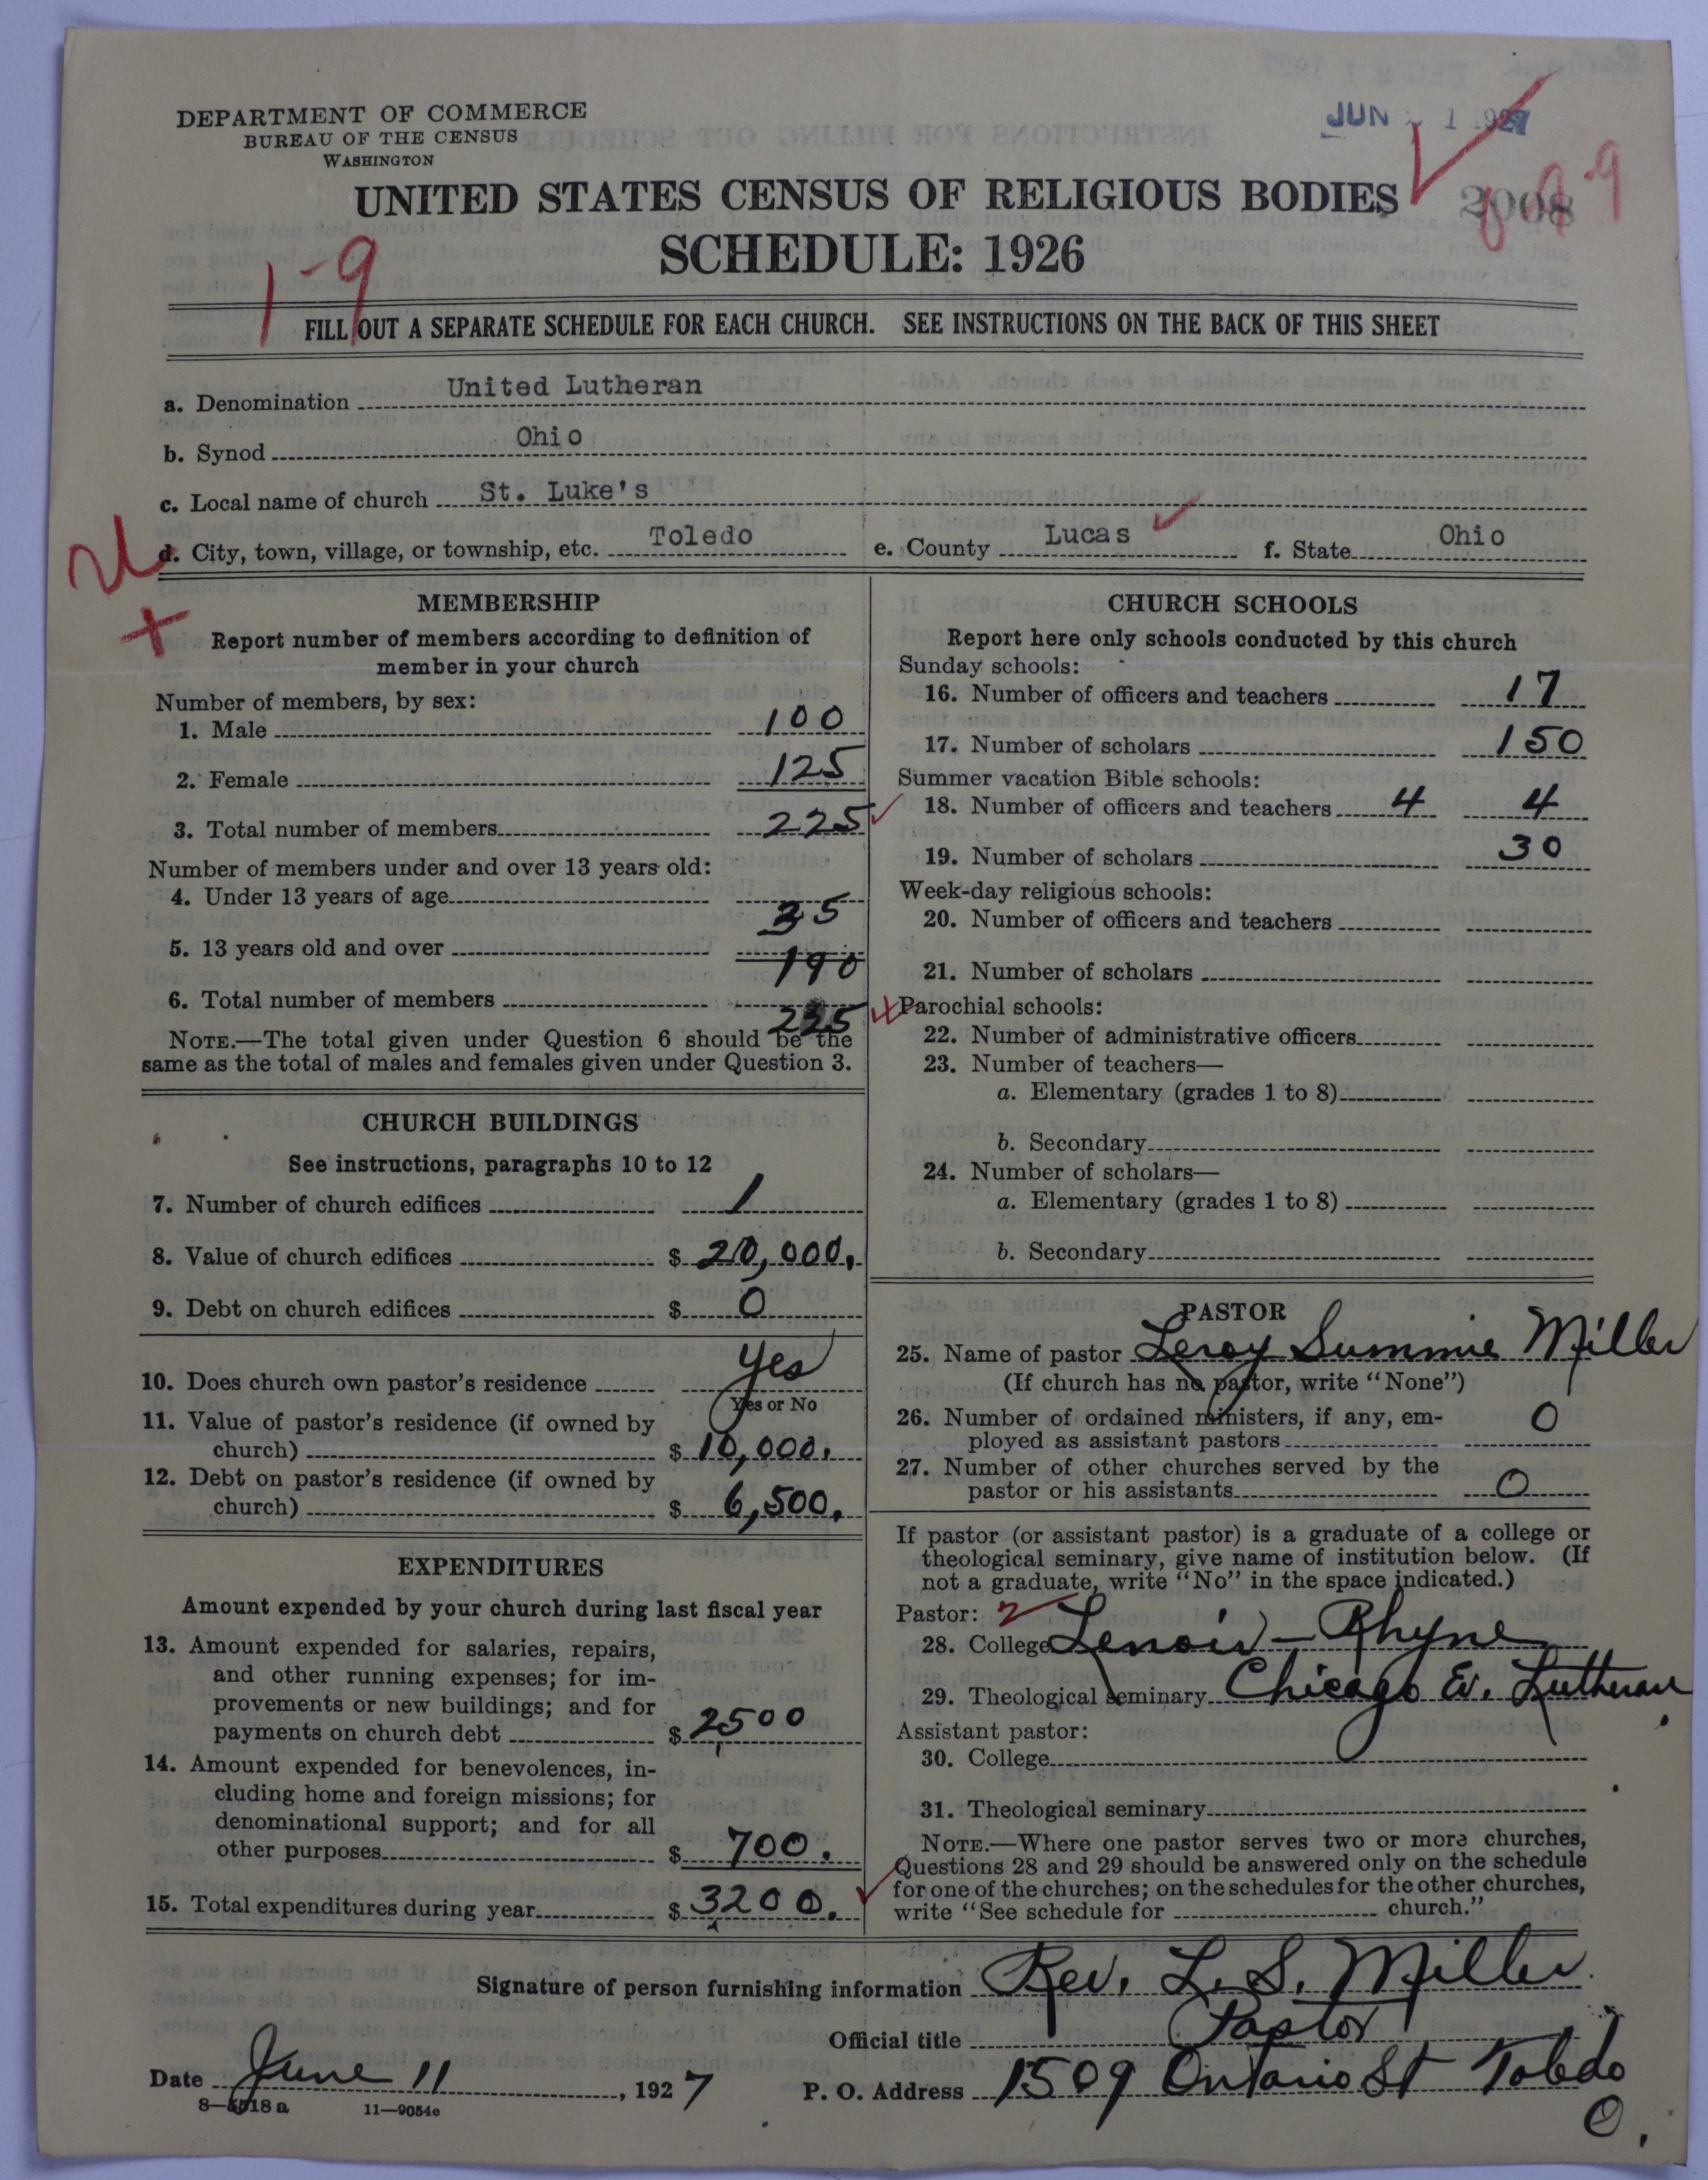 DEPARTMENT OF COMMERCE
BUREAU OF THE CENSUS
WASHINGTON
JUN 1 1927
UNITED STATES CENSUS OF RELIGIOUS BODIES
2008
SCHEDULE: 1926
1-9
FILL OUT A SEPARATE SCHEDULE FOR EACH CHURCH. SEE INSTRUCTIONS ON THE BACK OF THIS SHEET
a. Denomination United Lutheran
b. Synod Ohio
c. Local name of church St. Luke's
d. City, town, village, or township, etc. Toledo e. County Lucas f. State Ohio
MEMBERSHIP
Report number of members according to definition of
member in your church
Number of members, by sex:
1. Male 100
2. Female 125
3. Total number of members 225
Number of members under and over 13 years old:
4. Under 13 years of age 35
5. 13 years old and over 190
6. Total number of members 225
NOTE.—The total given under Question 6 should be the
same as the total of males and females given under Question 3.
CHURCH BUILDINGS
See instructions, paragraphs 10 to 12
7. Number of church edifices 1
8. Value of church edifices $ 20,000.
9. Debt on church edifices $ 0
10. Does church own pastor's residence yes
Yes or No
11. Value of pastor's residence (if owned by
church) $ 10,000.
12. Debt on pastor's residence (if owned by
church) $ 6,500.
EXPENDITURES
Amount expended by your church during last fiscal year
13. Amount expended for salaries, repairs,
and other running expenses; for im-
provements or new buildings; and for
payments on church debt $ 2500
14. Amount expended for benevolences, in-
cluding home and foreign missions; for
denominational support; and for all
other purposes $ 700.
15. Total expenditures during year $ 3200.
CHURCH SCHOOLS
Report here only schools conducted by this church
Sunday schools:
16. Number of officers and teachers 17
17. Number of scholars 150
Summer vacation Bible schools:
18. Number of officers and teachers 4 4
19. Number of scholars 30
Week-day religious schools:
20. Number of officers and teachers
21. Number of scholars
Parochial schools:
22. Number of administrative officers
23. Number of teachers—
a. Elementary (grades 1 to 8)
b. Secondary
24. Number of scholars—
a. Elementary (grades 1 to 8)
b. Secondary
PASTOR
25. Name of pastor Leroy Summie Miller
(If church has no pastor, write "None")
26. Number of ordained ministers, if any, em-
ployed as assistant pastors 0
27. Number of other churches served by the
pastor or his assistants 0
If pastor (or assistant pastor) is a graduate of a college or
theological seminary, give name of institution below. (If
not a graduate, write "No" in the space indicated.)
Pastor: 2
28. College Lenoir-Rhyne
29. Theological seminary Chicago Ev. Lutheran
Assistant pastor:
30. College
31. Theological seminary
NOTE.—Where one pastor serves two or more churches,
Questions 28 and 29 should be answered only on the schedule
for one of the churches; on the schedules for the other churches,
write "See schedule for church."
Signature of person furnishing information Rev. L. S. Miller
Official title Pastor
Date June 11, 1927 P. O. Address 1509 Ontario St Toledo
O.
8—5518a 11—9054e